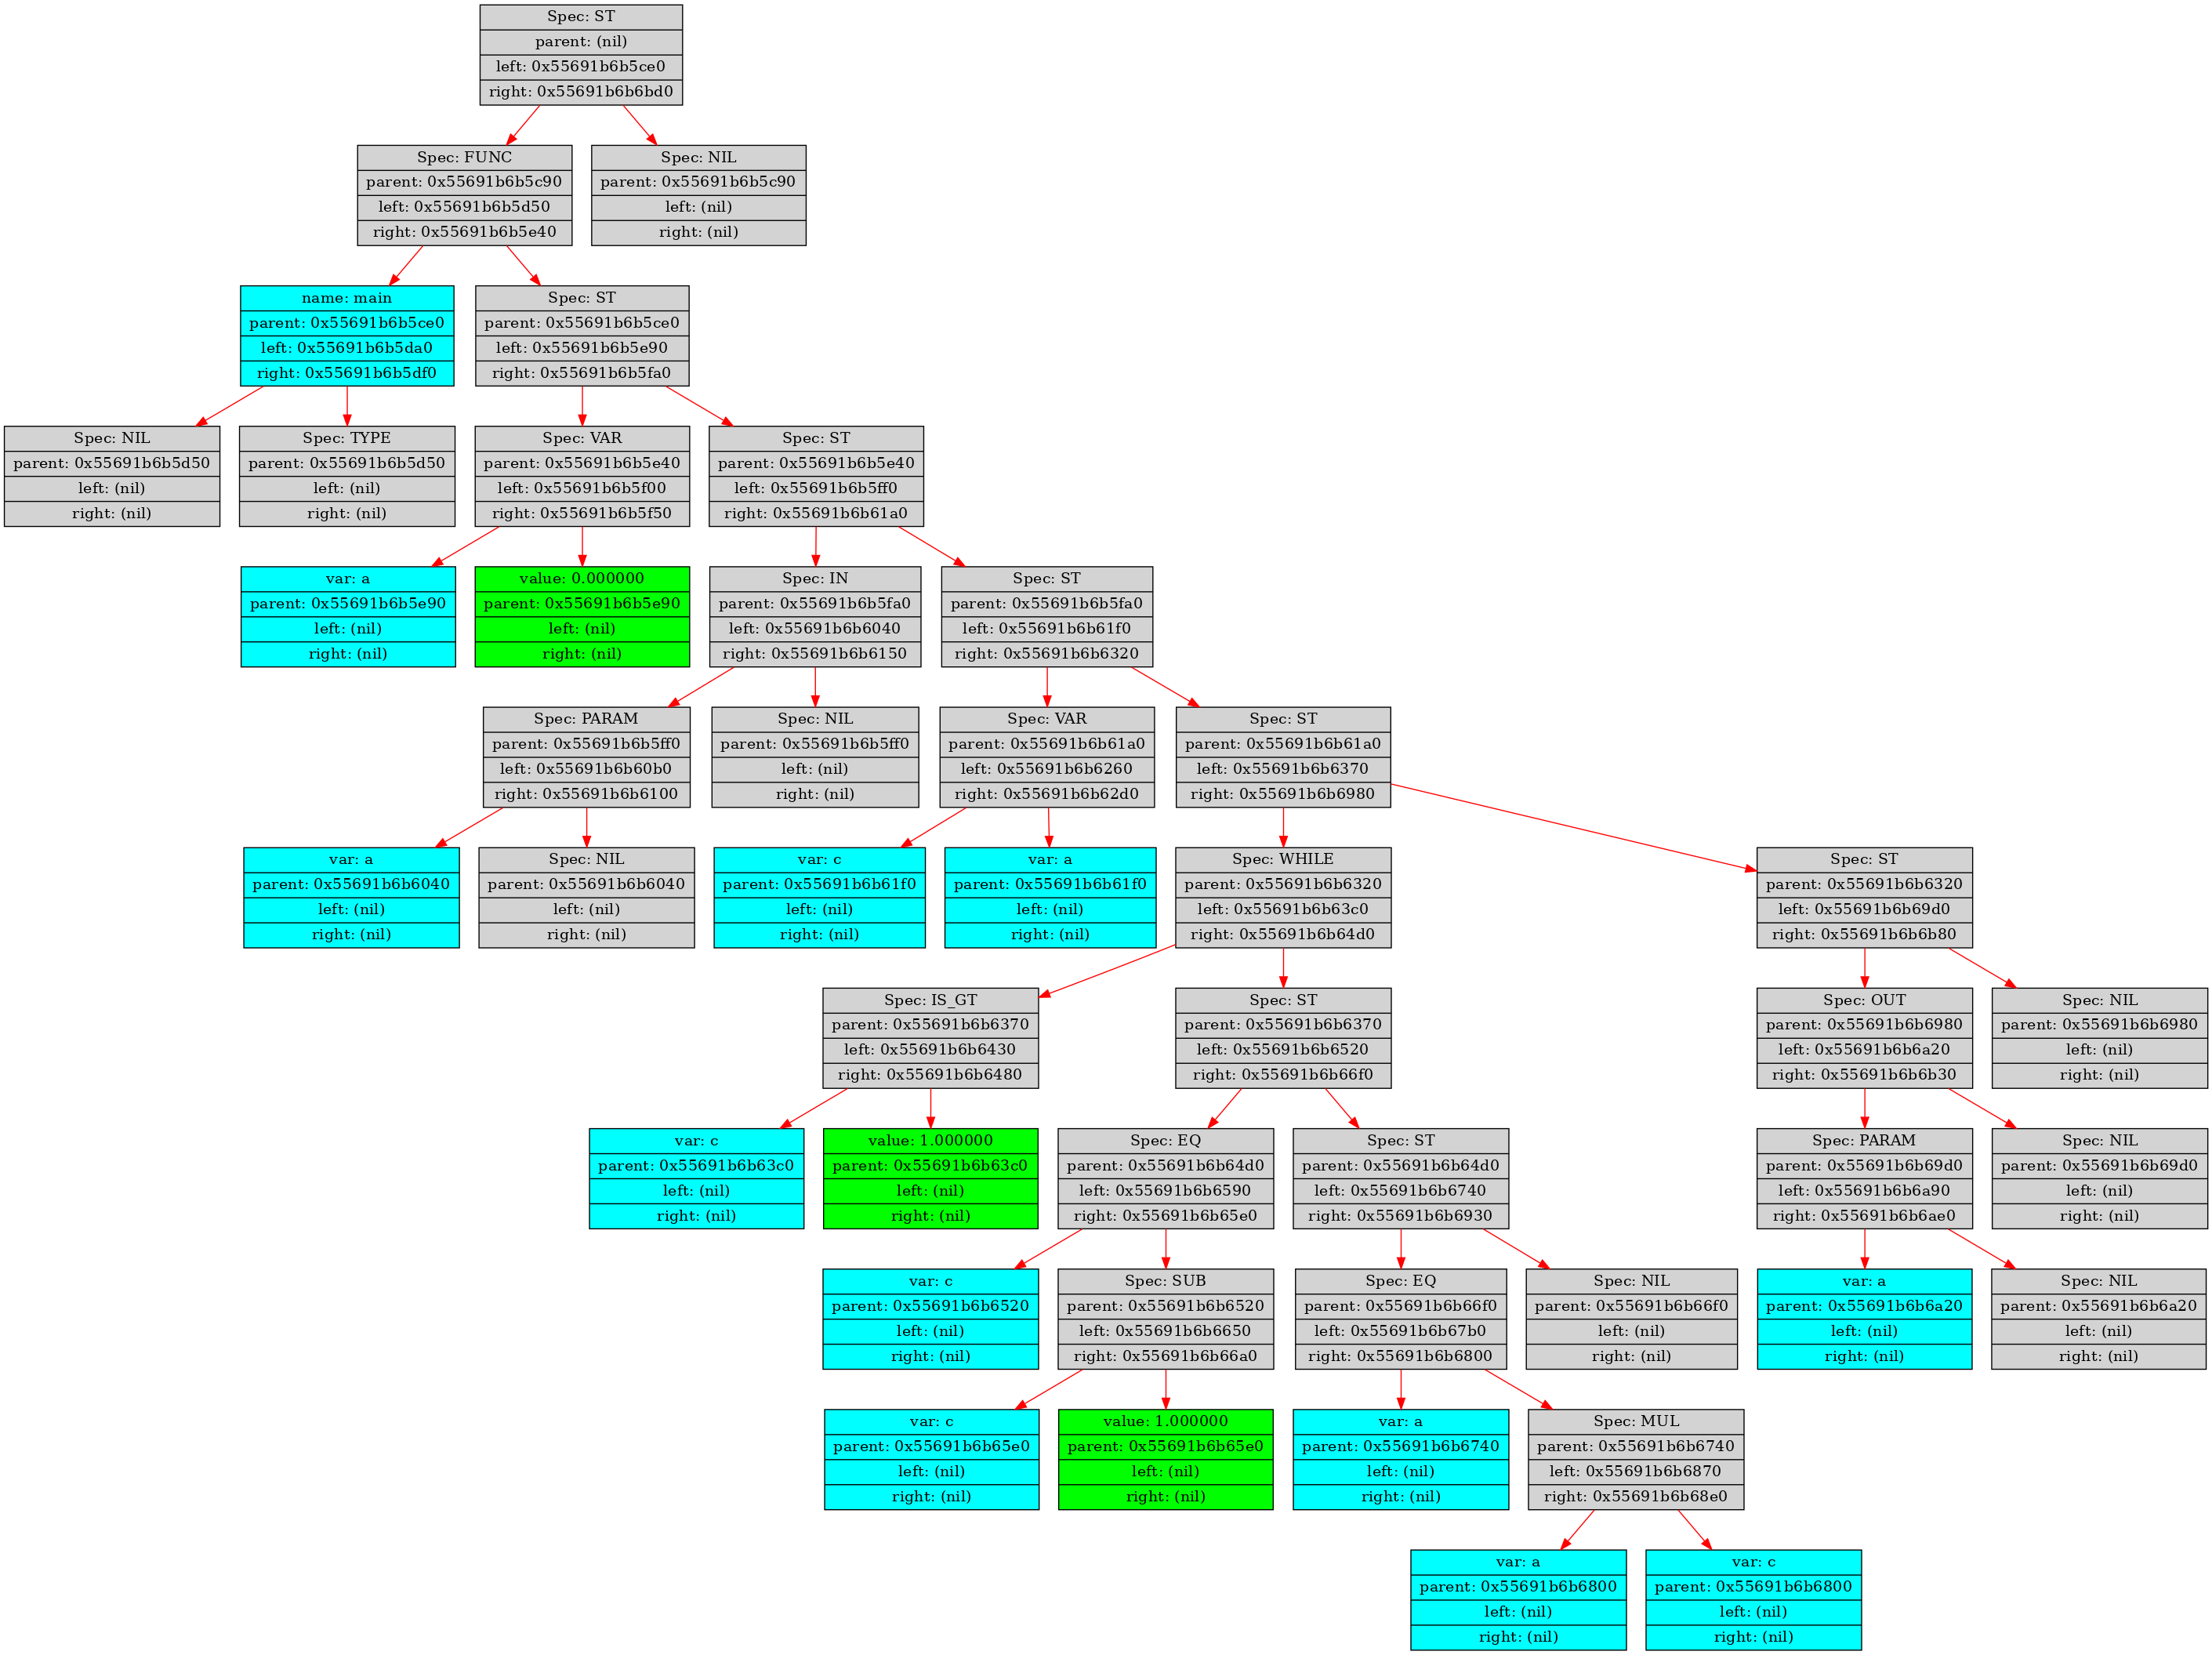 Spec: ST
parent: (nil)
left: 0x55691b6b5ce0
right: 0x55691b6b6bd0
Spec: FUNC
parent: 0x55691b6b5c90
left: 0x55691b6b5d50
right: 0x55691b6b5e40
Spec: NIL
parent: 0x55691b6b5c90
left: (nil)
right: (nil)
name: main
parent: 0x55691b6b5ce0
left: 0x55691b6b5da0
right: 0x55691b6b5df0
Spec: ST
parent: 0x55691b6b5ce0
left: 0x55691b6b5e90
right: 0x55691b6b5fa0
Spec: NIL
parent: 0x55691b6b5d50
left: (nil)
right: (nil)
Spec: TYPE
parent: 0x55691b6b5d50
left: (nil)
right: (nil)
Spec: VAR
parent: 0x55691b6b5e40
left: 0x55691b6b5f00
right: 0x55691b6b5f50
Spec: ST
parent: 0x55691b6b5e40
left: 0x55691b6b5ff0
right: 0x55691b6b61a0
var: a
parent: 0x55691b6b5e90
left: (nil)
right: (nil)
value: 0.000000
parent: 0x55691b6b5e90
left: (nil)
right: (nil)
Spec: IN
parent: 0x55691b6b5fa0
left: 0x55691b6b6040
right: 0x55691b6b6150
Spec: ST
parent: 0x55691b6b5fa0
left: 0x55691b6b61f0
right: 0x55691b6b6320
Spec: PARAM
parent: 0x55691b6b5ff0
left: 0x55691b6b60b0
right: 0x55691b6b6100
Spec: NIL
parent: 0x55691b6b5ff0
left: (nil)
right: (nil)
Spec: VAR
parent: 0x55691b6b61a0
left: 0x55691b6b6260
right: 0x55691b6b62d0
Spec: ST
parent: 0x55691b6b61a0
left: 0x55691b6b6370
right: 0x55691b6b6980
var: a
parent: 0x55691b6b6040
left: (nil)
right: (nil)
Spec: NIL
parent: 0x55691b6b6040
left: (nil)
right: (nil)
var: c
parent: 0x55691b6b61f0
left: (nil)
right: (nil)
var: a
parent: 0x55691b6b61f0
left: (nil)
right: (nil)
Spec: WHILE
parent: 0x55691b6b6320
left: 0x55691b6b63c0
right: 0x55691b6b64d0
Spec: ST
parent: 0x55691b6b6320
left: 0x55691b6b69d0
right: 0x55691b6b6b80
Spec: IS_GT
parent: 0x55691b6b6370
left: 0x55691b6b6430
right: 0x55691b6b6480
Spec: ST
parent: 0x55691b6b6370
left: 0x55691b6b6520
right: 0x55691b6b66f0
Spec: OUT
parent: 0x55691b6b6980
left: 0x55691b6b6a20
right: 0x55691b6b6b30
Spec: NIL
parent: 0x55691b6b6980
left: (nil)
right: (nil)
var: c
parent: 0x55691b6b63c0
left: (nil)
right: (nil)
value: 1.000000
parent: 0x55691b6b63c0
left: (nil)
right: (nil)
Spec: EQ
parent: 0x55691b6b64d0
left: 0x55691b6b6590
right: 0x55691b6b65e0
Spec: ST
parent: 0x55691b6b64d0
left: 0x55691b6b6740
right: 0x55691b6b6930
Spec: PARAM
parent: 0x55691b6b69d0
left: 0x55691b6b6a90
right: 0x55691b6b6ae0
Spec: NIL
parent: 0x55691b6b69d0
left: (nil)
right: (nil)
var: c
parent: 0x55691b6b6520
left: (nil)
right: (nil)
Spec: SUB
parent: 0x55691b6b6520
left: 0x55691b6b6650
right: 0x55691b6b66a0
Spec: EQ
parent: 0x55691b6b66f0
left: 0x55691b6b67b0
right: 0x55691b6b6800
Spec: NIL
parent: 0x55691b6b66f0
left: (nil)
right: (nil)
var: a
parent: 0x55691b6b6a20
left: (nil)
right: (nil)
Spec: NIL
parent: 0x55691b6b6a20
left: (nil)
right: (nil)
var: c
parent: 0x55691b6b65e0
left: (nil)
right: (nil)
value: 1.000000
parent: 0x55691b6b65e0
left: (nil)
right: (nil)
var: a
parent: 0x55691b6b6740
left: (nil)
right: (nil)
Spec: MUL
parent: 0x55691b6b6740
left: 0x55691b6b6870
right: 0x55691b6b68e0
var: a
parent: 0x55691b6b6800
left: (nil)
right: (nil)
var: c
parent: 0x55691b6b6800
left: (nil)
right: (nil)